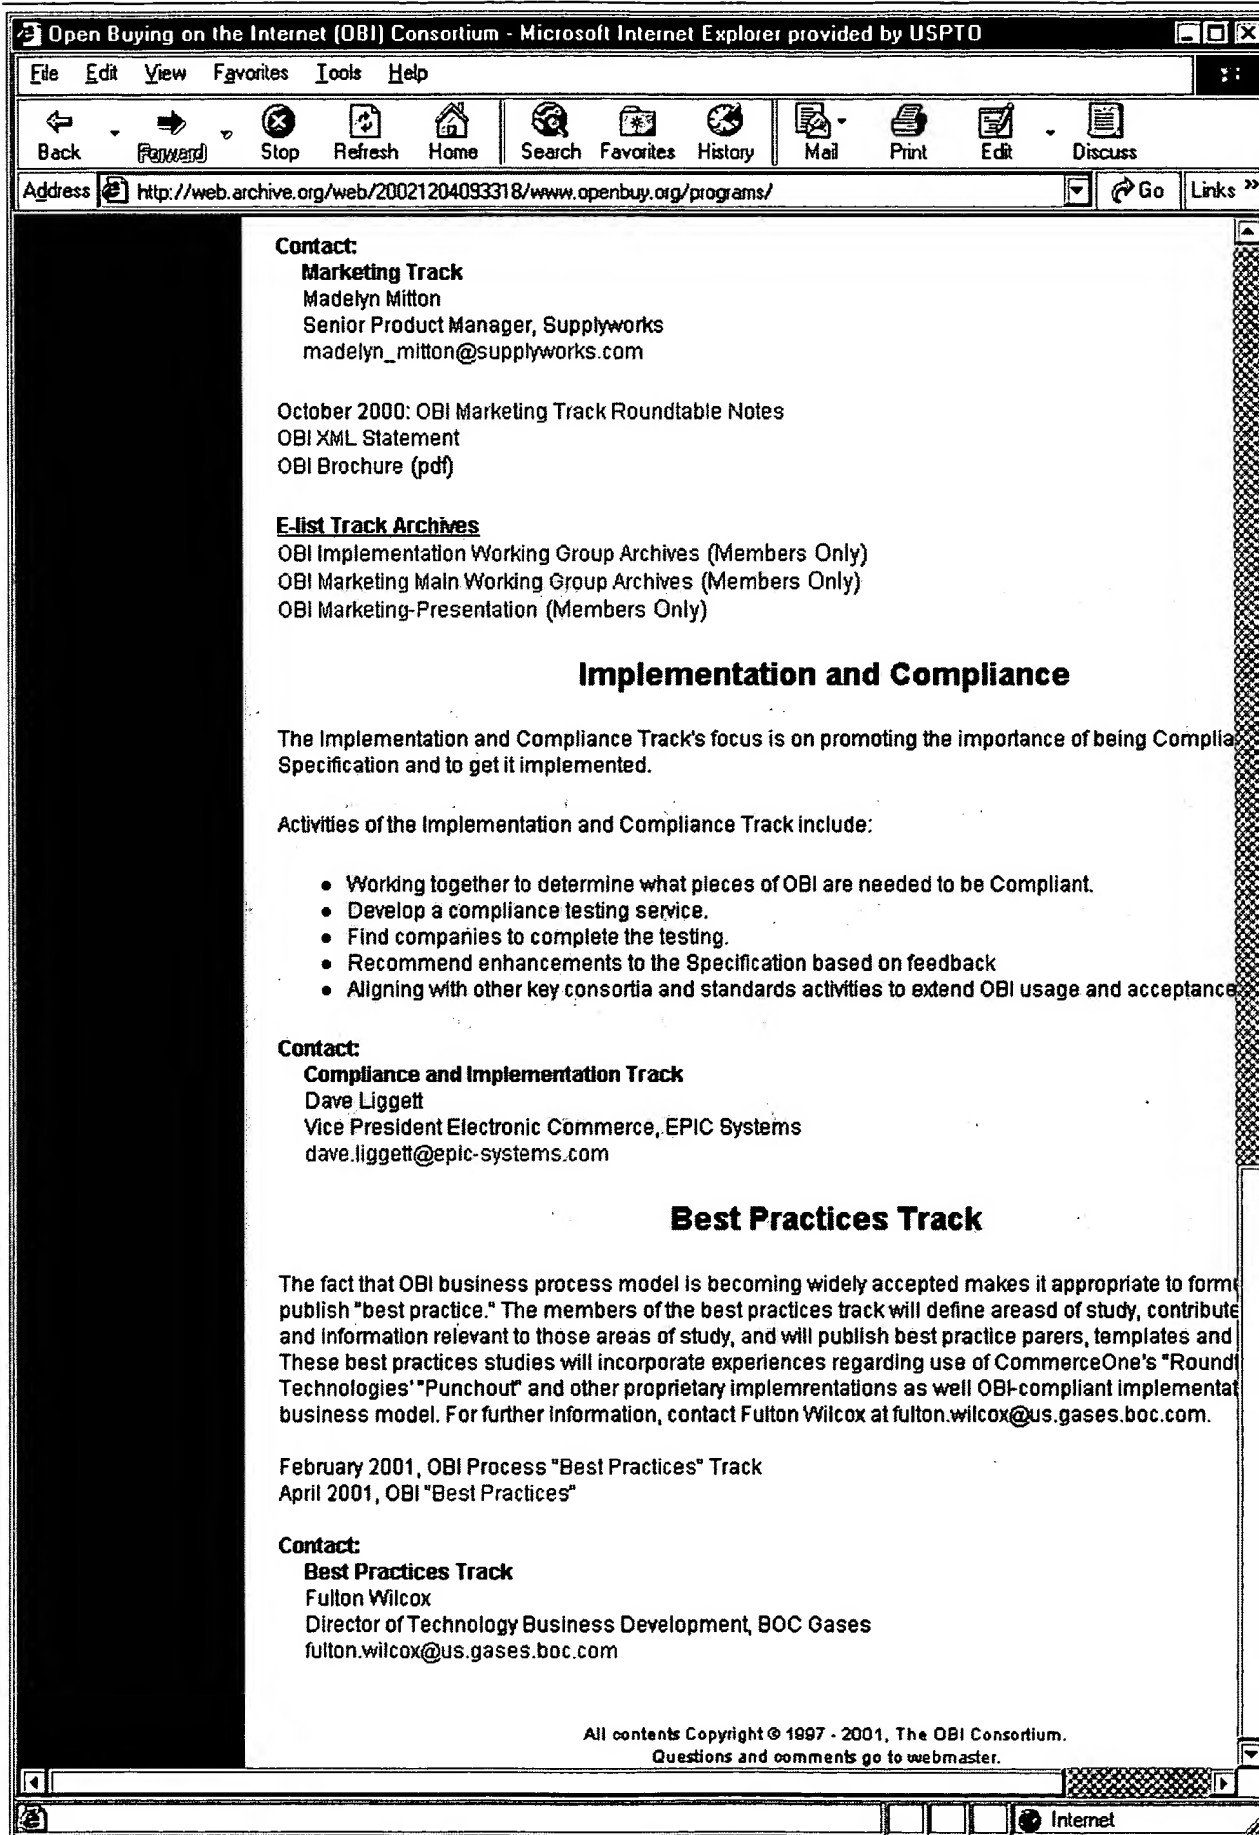 Open Buying on the Internet (OBI) Consortium - Microsoft Internet Explorer provided by USPTO
File Edit View Favorites Tools Help
Back Forward Stop Refresh Home Search Favorites History Mail Print Edit Discuss
Address http://web.archive.org/web/20021204093318/www.openbuy.org/programs/ Go Links »
Contact:
Marketing Track
Madelyn Mitton
Senior Product Manager, Supplyworks
madelyn_mitton@supplyworks.com
October 2000: OBI Marketing Track Roundtable Notes
OBI XML Statement
OBI Brochure (pdf)
E-list Track Archives
OBI Implementation Working Group Archives (Members Only)
OBI Marketing Main Working Group Archives (Members Only)
OBI Marketing-Presentation (Members Only)
Implementation and Compliance
The Implementation and Compliance Track's focus is on promoting the importance of being Complia
Specification and to get it implemented.
Activities of the Implementation and Compliance Track include:
• Working together to determine what pieces of OBI are needed to be Compliant.
• Develop a compliance testing service.
• Find companies to complete the testing.
• Recommend enhancements to the Specification based on feedback
• Aligning with other key consortia and standards activities to extend OBI usage and acceptance
Contact:
Compliance and Implementation Track
Dave Liggett
Vice President Electronic Commerce, EPIC Systems
dave.liggett@epic-systems.com
Best Practices Track
The fact that OBI business process model is becoming widely accepted makes it appropriate to form
publish "best practice." The members of the best practices track will define areasd of study, contribute
and information relevant to those areas of study, and will publish best practice parers, templates and
These best practices studies will incorporate experiences regarding use of CommerceOne's "Round
Technologies' "Punchout" and other proprietary implemrentations as well OBI-compliant implementat
business model. For further information, contact Fulton Wilcox at fulton.wilcox@us.gases.boc.com.
February 2001, OBI Process "Best Practices" Track
April 2001, OBI "Best Practices"
Contact:
Best Practices Track
Fulton Wilcox
Director of Technology Business Development, BOC Gases
fulton.wilcox@us.gases.boc.com
All contents Copyright © 1997 - 2001, The OBI Consortium.
Questions and comments go to webmaster.
Internet